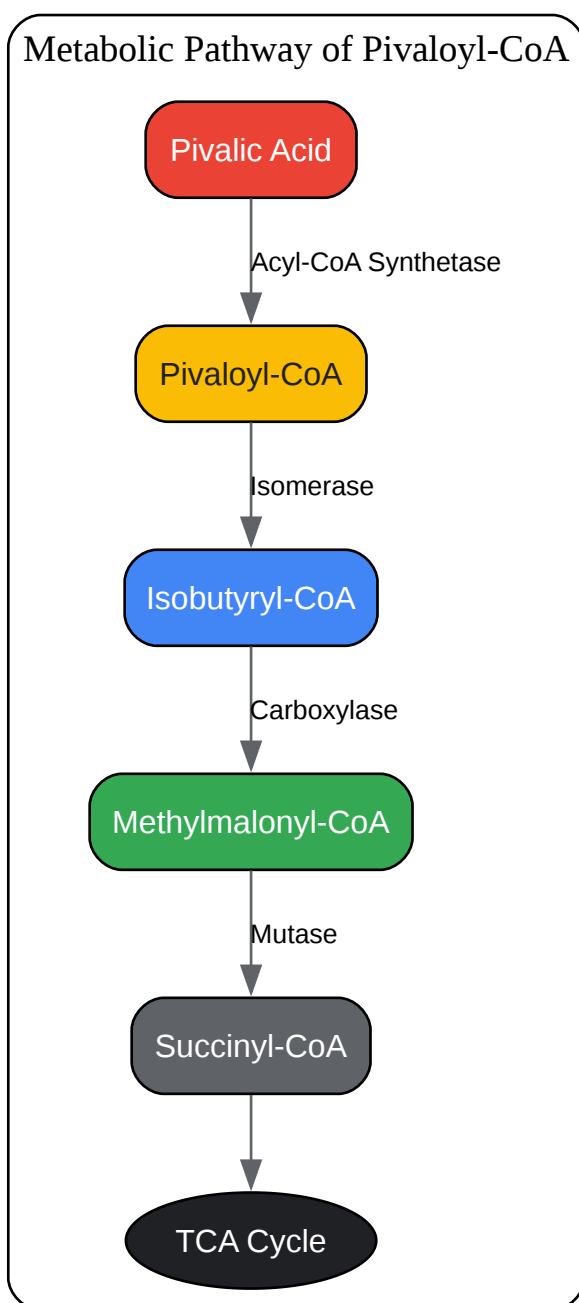 Metabolic Pathway of Pivaloyl-CoA
Pivalic Acid
Acyl-CoA Synthetase
Pivaloyl-CoA
Isomerase
Isobutyryl-CoA
Carboxylase
Methylmalonyl-CoA
Mutase
Succinyl-CoA
TCA Cycle